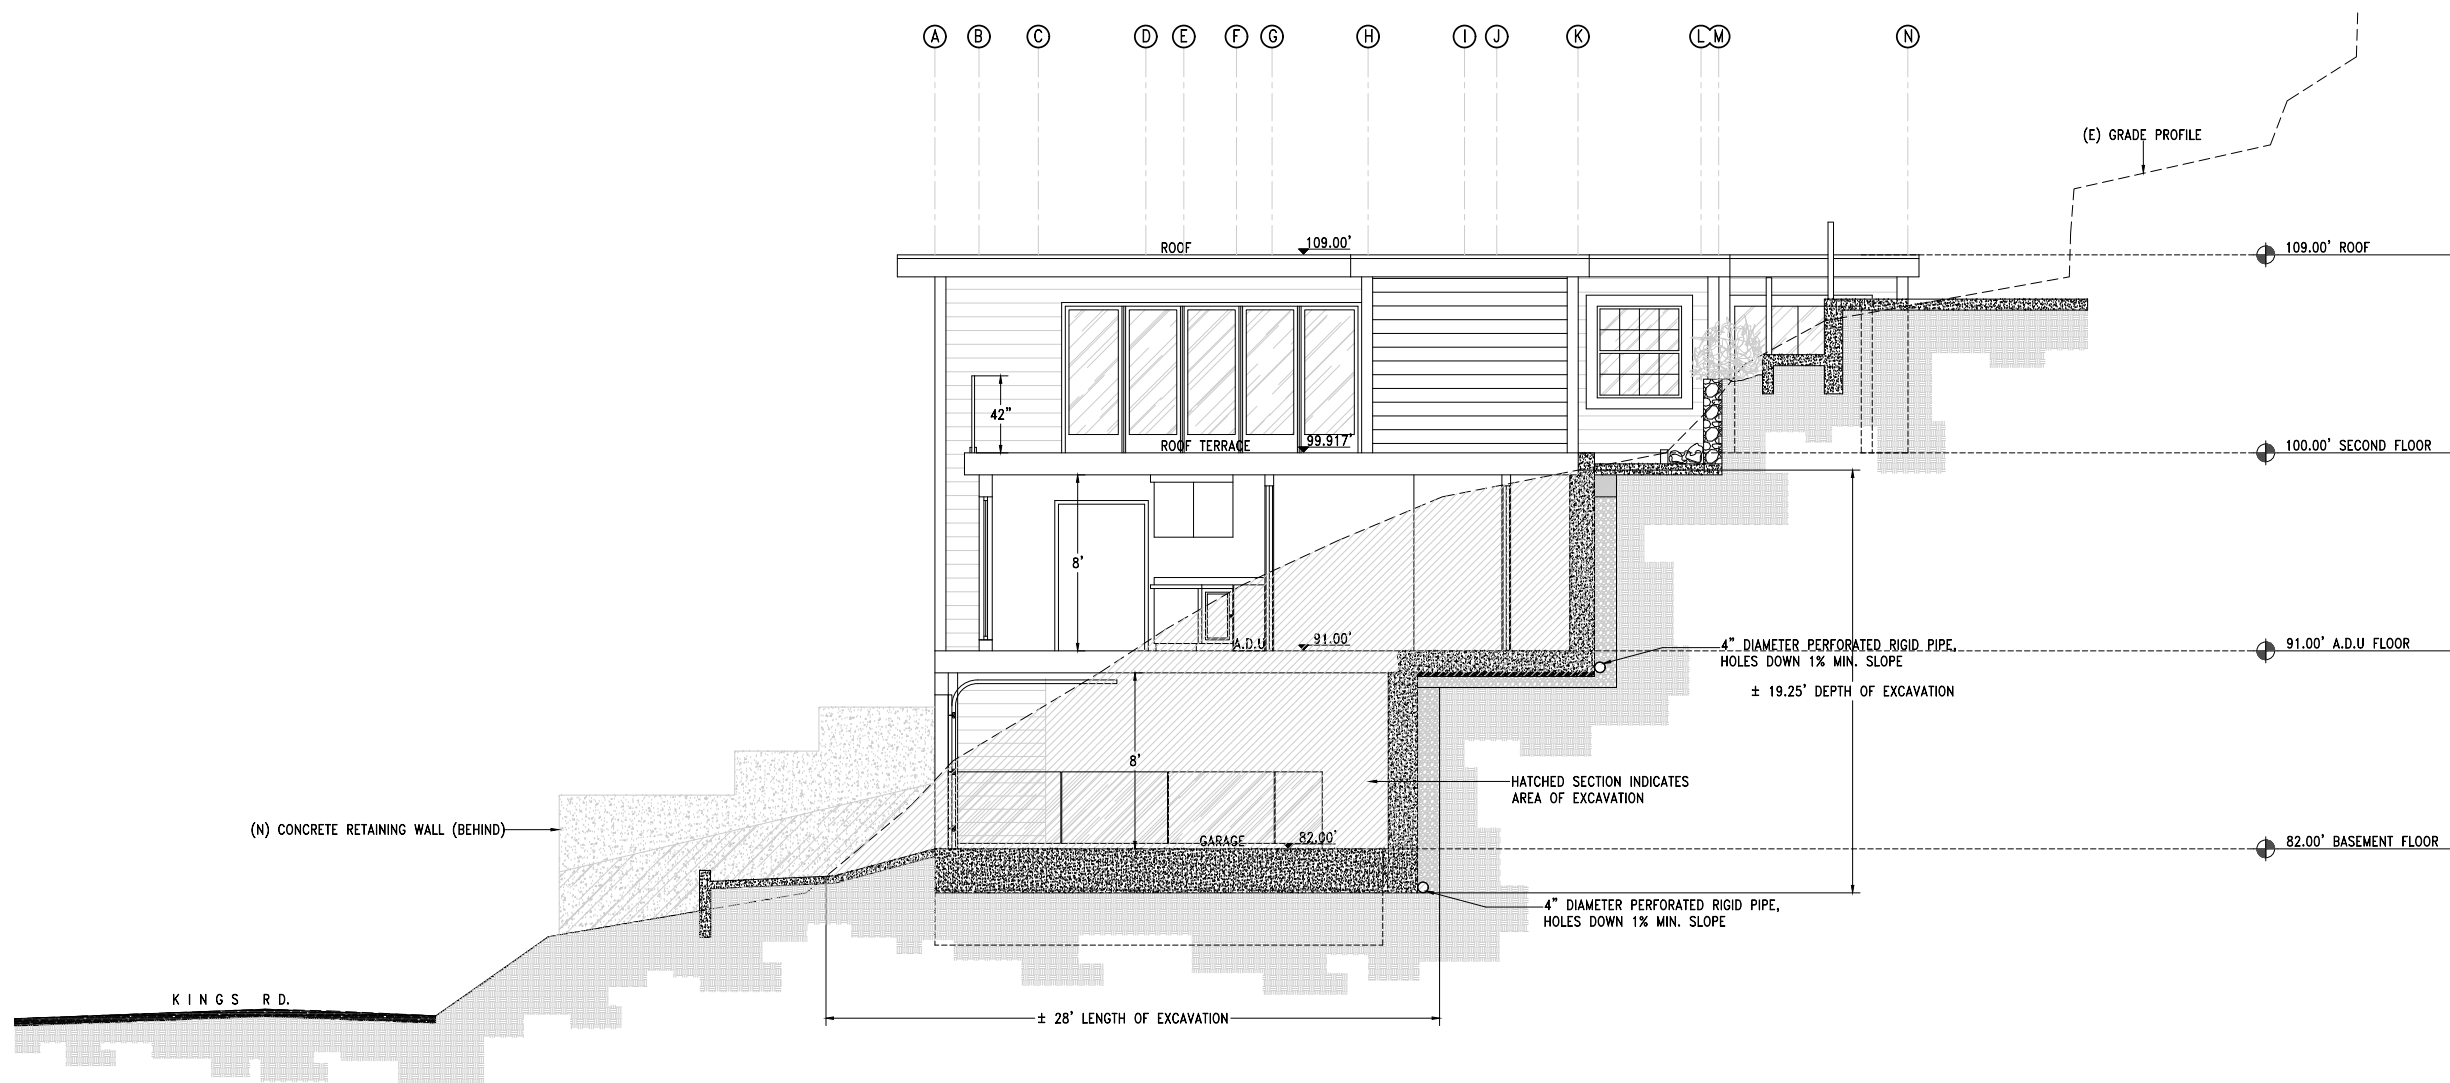 A B C D E F G H I J K L M N
(E) GRADE PROFILE
ROOF 109.00'
109.00' ROOF
42"
ROOF TERRACE 99.917'
100.00' SECOND FLOOR
8'
A.D.U 91.00'
91.00' A.D.U FLOOR
4" DIAMETER PERFORATED RIGID PIPE,
HOLES DOWN 1% MIN. SLOPE
± 19.25' DEPTH OF EXCAVATION
8'
HATCHED SECTION INDICATES
AREA OF EXCAVATION
(N) CONCRETE RETAINING WALL (BEHIND)
GARAGE 82.00'
82.00' BASEMENT FLOOR
4" DIAMETER PERFORATED RIGID PIPE,
HOLES DOWN 1% MIN. SLOPE
KINGS RD.
± 28' LENGTH OF EXCAVATION